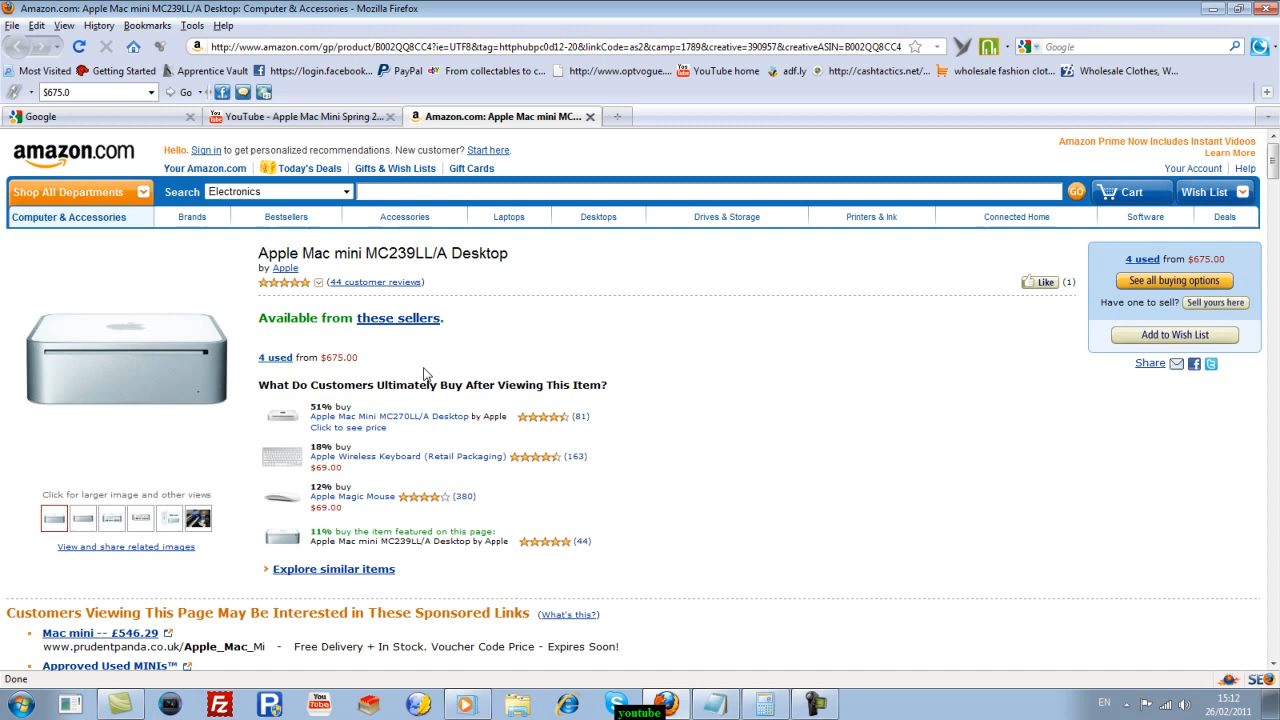 Amazon.com: Apple Mac mini MC239LL/A Desktop: Computer & Accessories - Mozilla Firefox
File Edit View History Bookmarks Tools Help
http://www.amazon.com/gp/product/B002QQ8CC4?ie=UTF8&tag=httphubpc0d12-20&linkCode=as2&camp=1789&creative=390957&creativeASIN=B002QQ8CC4 Google
Most Visited Getting Started Apprentice Vault https://login.facebook... PayPal From collectables to c... http://www.optvogue.... YouTube home adf.ly http://cashtactics.net/... wholesale fashion clot... Wholesale Clothes, W...
$675.0 Go
Google YouTube - Apple Mac Mini Spring 2... Amazon.com: Apple Mac mini MC...
amazon.com Hello. Sign in to get personalized recommendations. New customer? Start here. Amazon Prime Now Includes Instant Videos
Learn More
Your Amazon.com Today's Deals Gifts & Wish Lists Gift Cards Your Account Help
Shop All Departments Search Electronics GO Cart Wish List
Computer & Accessories Brands Bestsellers Accessories Laptops Desktops Drives & Storage Printers & Ink Connected Home Software Deals
Apple Mac mini MC239LL/A Desktop
by Apple
(44 customer reviews) Like (1)
4 used from $675.00
See all buying options
Have one to sell? Sell yours here
Add to Wish List
Share
Available from these sellers.
4 used from $675.00
What Do Customers Ultimately Buy After Viewing This Item?
51% buy
Apple Mac Mini MC270LL/A Desktop by Apple (81)
Click to see price
18% buy
Apple Wireless Keyboard (Retail Packaging) (163)
$69.00
12% buy
Apple Magic Mouse (380)
$69.00
11% buy the item featured on this page:
Apple Mac mini MC239LL/A Desktop by Apple (44)
Explore similar items
Click for larger image and other views
View and share related images
Customers Viewing This Page May Be Interested in These Sponsored Links (What's this?)
Mac mini -- £546.29
www.prudentpanda.co.uk/Apple_Mac_Mi - Free Delivery + In Stock. Voucher Code Price - Expires Soon!
Approved Used MINIs™
Done SEO
You Tube youtube EN 15:12
26/02/2011